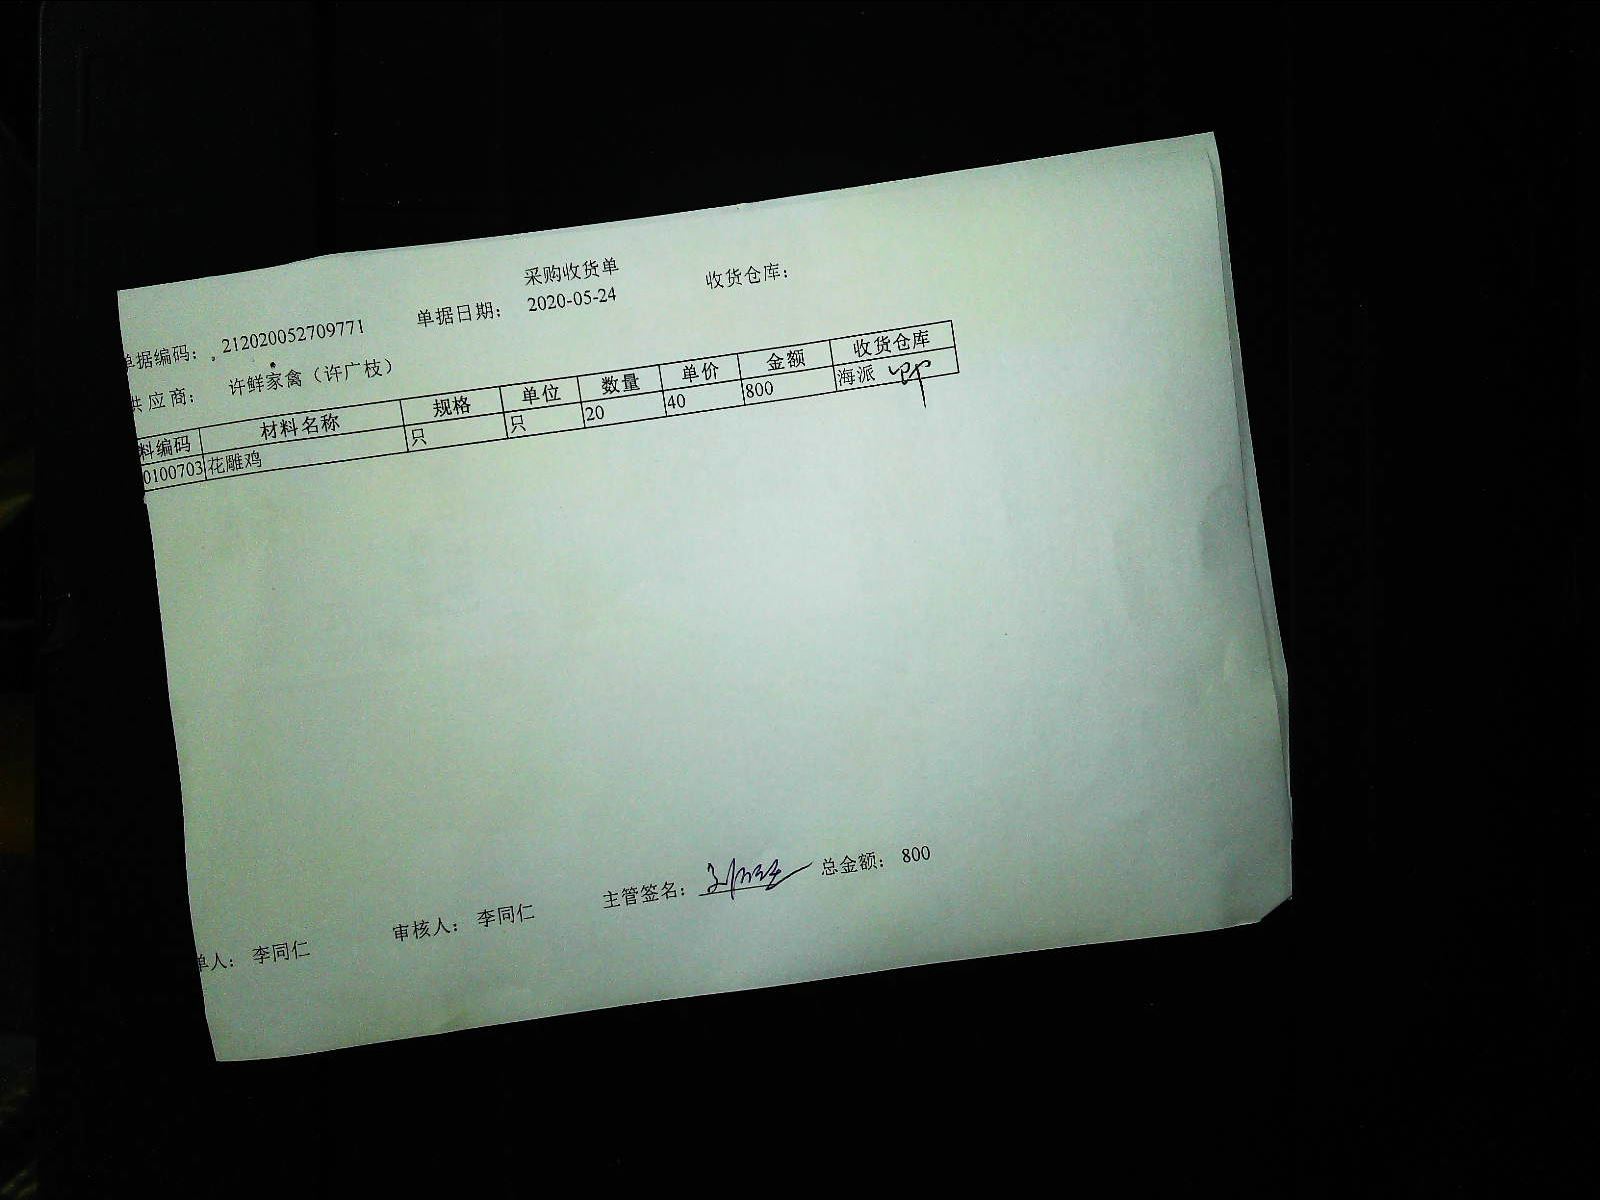 采购收货单
单据编码： 212020052709771 单据日期： 2020-05-24 收货仓库：
供应商： 许鲜家禽（许广枝）
料编码 材料名称 规格 单位 数量 单价 金额 收货仓库
0100703 花雕鸡 只 只 20 40 800 海派
单人： 李同仁 审核人： 李同仁 主管签名： 总金额： 800